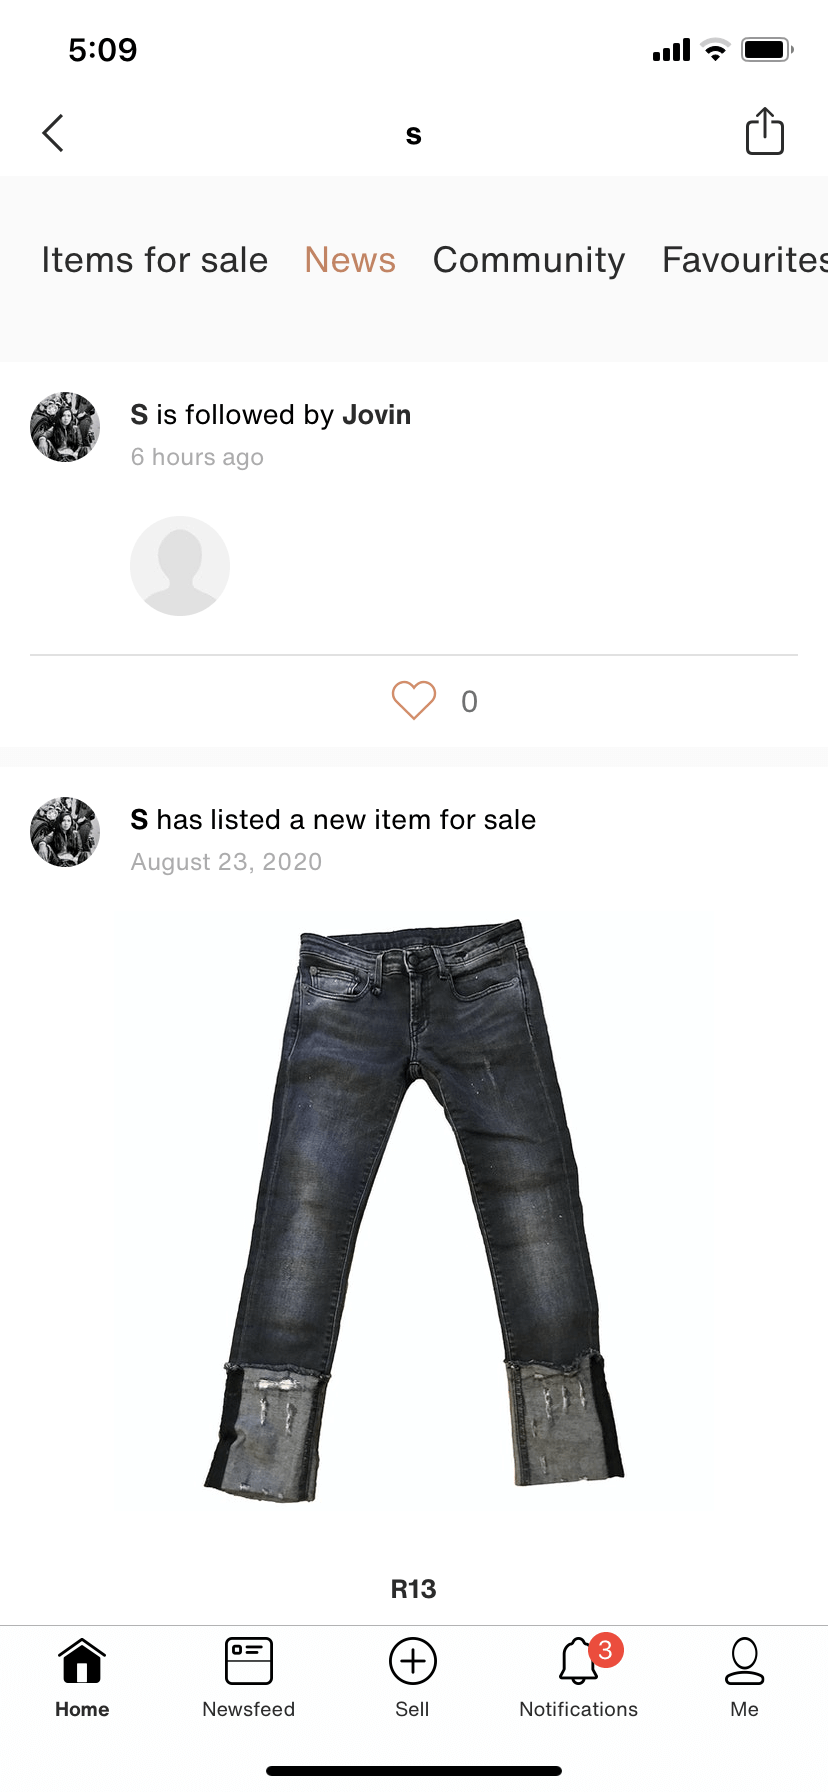 5:09
s
Items for sale News Community Favourites
S is followed by Jovin
6 hours ago
0
S has listed a new item for sale
August 23, 2020
R13
3
Home Newsfeed Sell Notifications Me